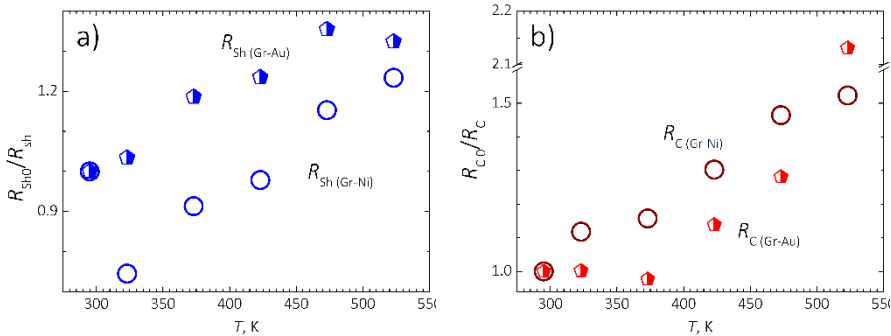 a)
R_Sh (Gr-Au)
R_Sh (Gr-Ni)
R_Sh0/R_sh
1.2
0.9
300 350 400 450 500 550
T, K
b)
R_C (Gr Ni)
R_C (Gr-Au)
R_C 0/R_C
2.2
2.1
1.5
1.0
300 350 400 450 500 550
T, K